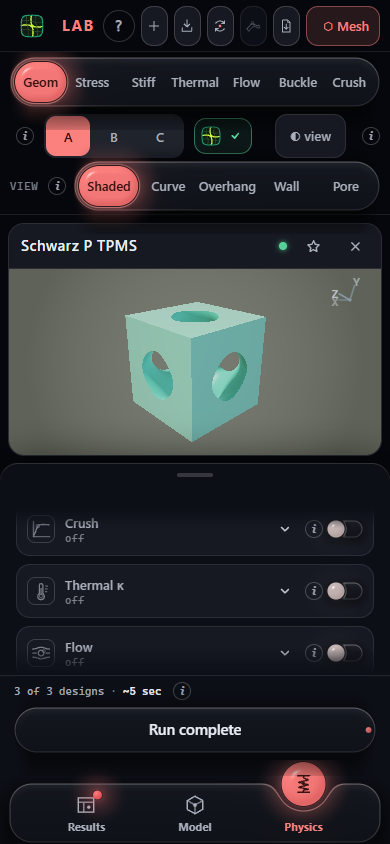 LAB ? Mesh
Geom Stress Stiff Thermal Flow Buckle Crush
i A B C view i
VIEW i Shaded Curve Overhang Wall Pore
Schwarz P TPMS
Y
Z
X
Crush
off
i
Thermal κ
off
i
Flow
off
i
3 of 3 designs · ~5 sec i
Run complete
Results Model Physics